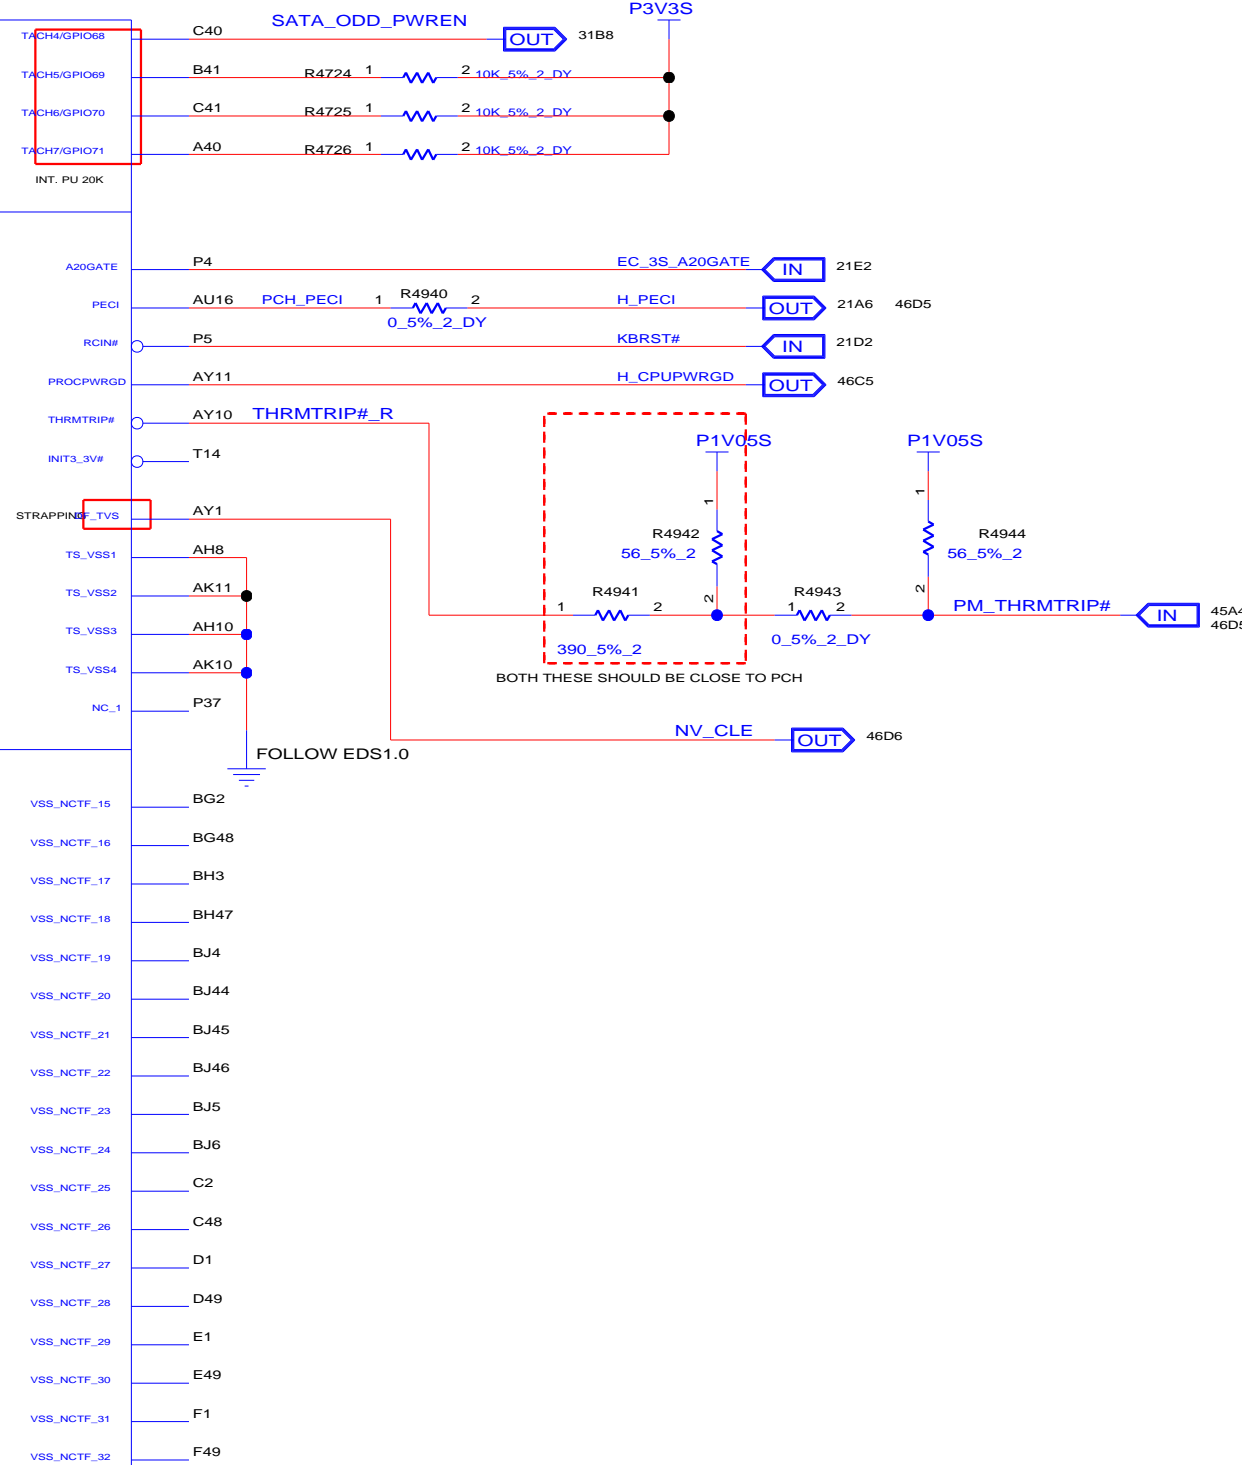 P3V3S
TACH4/GPIO68 C40 SATA_ODD_PWREN OUT 31B8
TACH5/GPIO69 B41 R4724 1 2 10K_5%_2_DY
TACH6/GPIO70 C41 R4725 1 2 10K_5%_2_DY
TACH7/GPIO71 A40 R4726 1 2 10K_5%_2_DY
INT. PU 20K
A20GATE P4 EC_3S_A20GATE IN 21E2
PECI AU16 PCH_PECI 1 R4940 2 H_PECI OUT 21A6 46D5
0_5%_2_DY
RCIN# P5 KBRST# IN 21D2
PROCPWRGD AY11 H_CPUPWRGD OUT 46C5
THRMTRIP# AY10 THRMTRIP#_R
P1V05S P1V05S
INIT3_3V# T14
1 1
STRAPPING _TVS AY1
R4942 R4944
56_5%_2 56_5%_2
TS_VSS1 AH8
TS_VSS2 AK11
R4941 2 R4943 2
1 2 1 2 PM_THRMTRIP# IN 45A4
46D5
TS_VSS3 AH10
390_5%_2 0_5%_2_DY
TS_VSS4 AK10
BOTH THESE SHOULD BE CLOSE TO PCH
NC_1 P37
NV_CLE OUT 46D6
FOLLOW EDS1.0
VSS_NCTF_15 BG2
VSS_NCTF_16 BG48
VSS_NCTF_17 BH3
VSS_NCTF_18 BH47
VSS_NCTF_19 BJ4
VSS_NCTF_20 BJ44
VSS_NCTF_21 BJ45
VSS_NCTF_22 BJ46
VSS_NCTF_23 BJ5
VSS_NCTF_24 BJ6
VSS_NCTF_25 C2
VSS_NCTF_26 C48
VSS_NCTF_27 D1
VSS_NCTF_28 D49
VSS_NCTF_29 E1
VSS_NCTF_30 E49
VSS_NCTF_31 F1
VSS_NCTF_32 F49